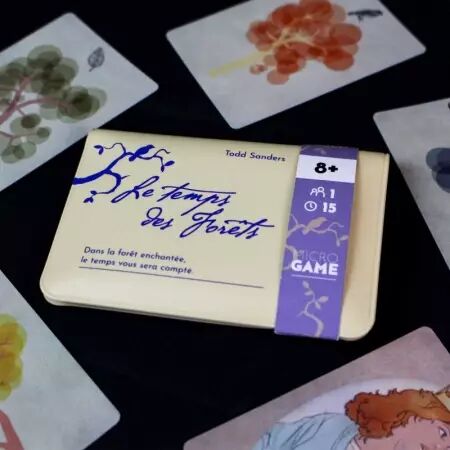 Todd Sanders
Le temps
des Forêts
Dans la forêt enchantée,
le temps vous sera compté.
8+
1
15
MICRO
GAME